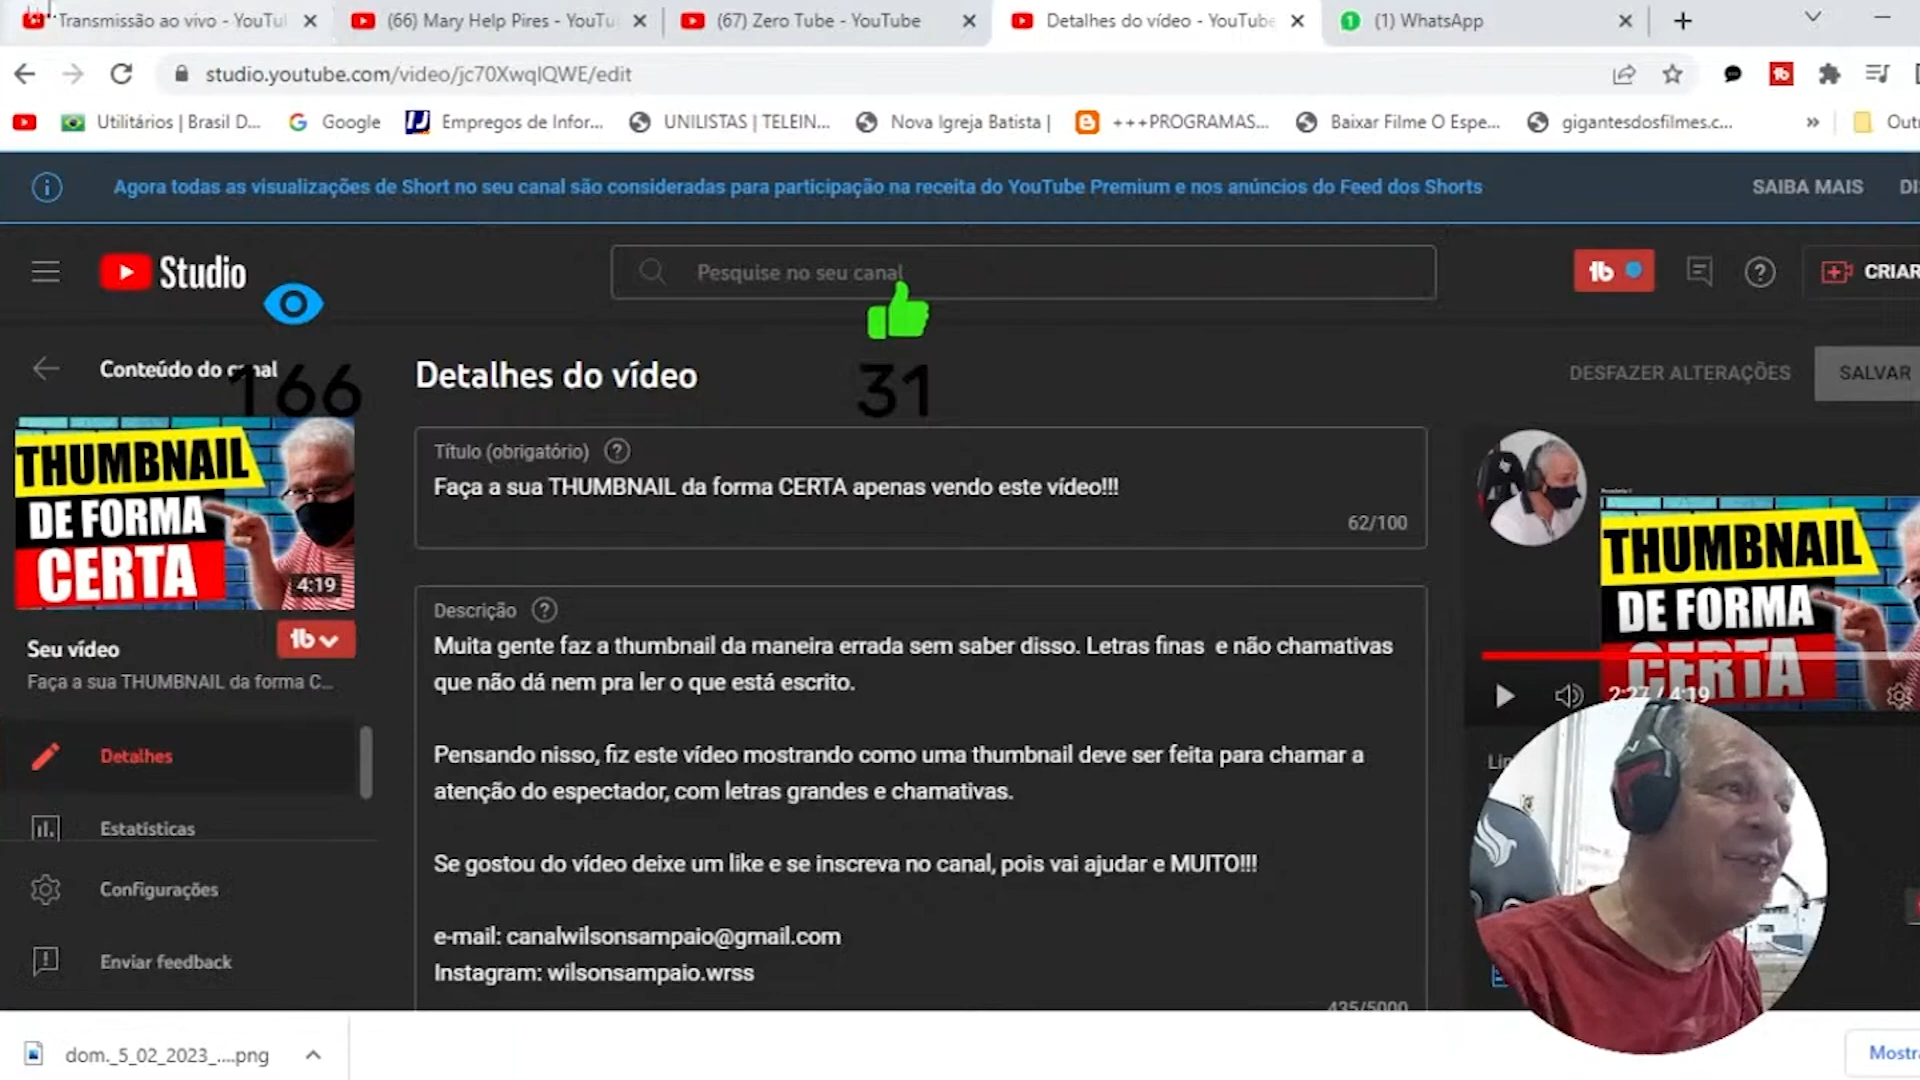 Transmissão ao vivo - YouTu
(66) Mary Help Pires - YouTu
(67) Zero Tube - YouTube
Detalhes do vídeo - YouTube
(1) WhatsApp
studio.youtube.com/video/jc70XwqlQWE/edit
Utilitários | Brasil D...
Google
Empregos de Infor...
UNILISTAS | TELEIN...
Nova Igreja Batista |
+++PROGRAMAS...
Baixar Filme O Espe...
gigantesdosfilmes.c...
»
Agora todas as visualizações de Short no seu canal são consideradas para participação na receita do YouTube Premium e nos anúncios do Feed dos Shorts
SAIBA MAIS
Studio
Pesquise no seu canal
CRIAR
Conteúdo do canal
166
31
Detalhes do vídeo
DESFAZER ALTERAÇÕES
SALVAR
THUMBNAIL
DE FORMA
CERTA
4:19
Título (obrigatório)
Faça a sua THUMBNAIL da forma CERTA apenas vendo este vídeo!!!
62/100
THUMBNAIL
DE FORMA
CERTA
2:27 / 4:19
Seu vídeo
Faça a sua THUMBNAIL da forma C...
Detalhes
Estatísticas
Configurações
Enviar feedback
Descrição
Muita gente faz a thumbnail da maneira errada sem saber disso. Letras finas e não chamativas
que não dá nem pra ler o que está escrito.
Pensando nisso, fiz este vídeo mostrando como uma thumbnail deve ser feita para chamar a
atenção do espectador, com letras grandes e chamativas.
Se gostou do vídeo deixe um like e se inscreva no canal, pois vai ajudar e MUITO!!!
e-mail: canalwilsonsampaio@gmail.com
Instagram: wilsonsampaio.wrss
435/5000
dom._5_02_2023_....png